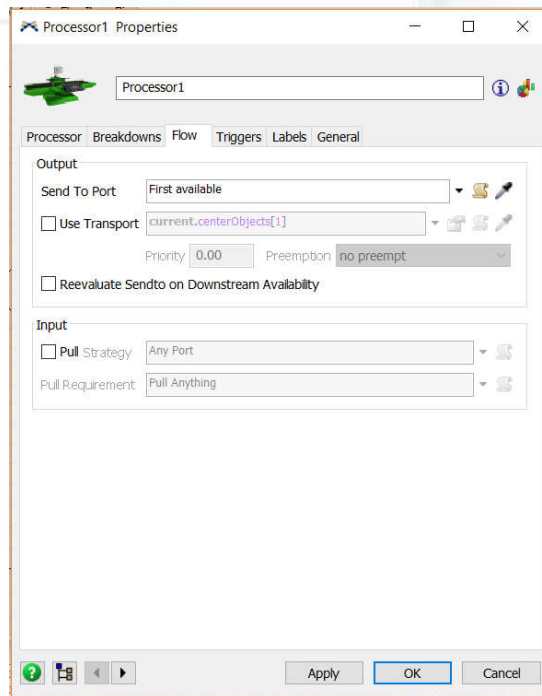 Processor1 Properties
Processor1
Processor Breakdowns Flow Triggers Labels General
Output
Send To Port First available
Use Transport current.centerObjects[1]
Priority 0.00 Preemption no preempt
Reevaluate Sendto on Downstream Availability
Input
Pull Strategy Any Port
Pull Requirement Pull Anything
Apply OK Cancel